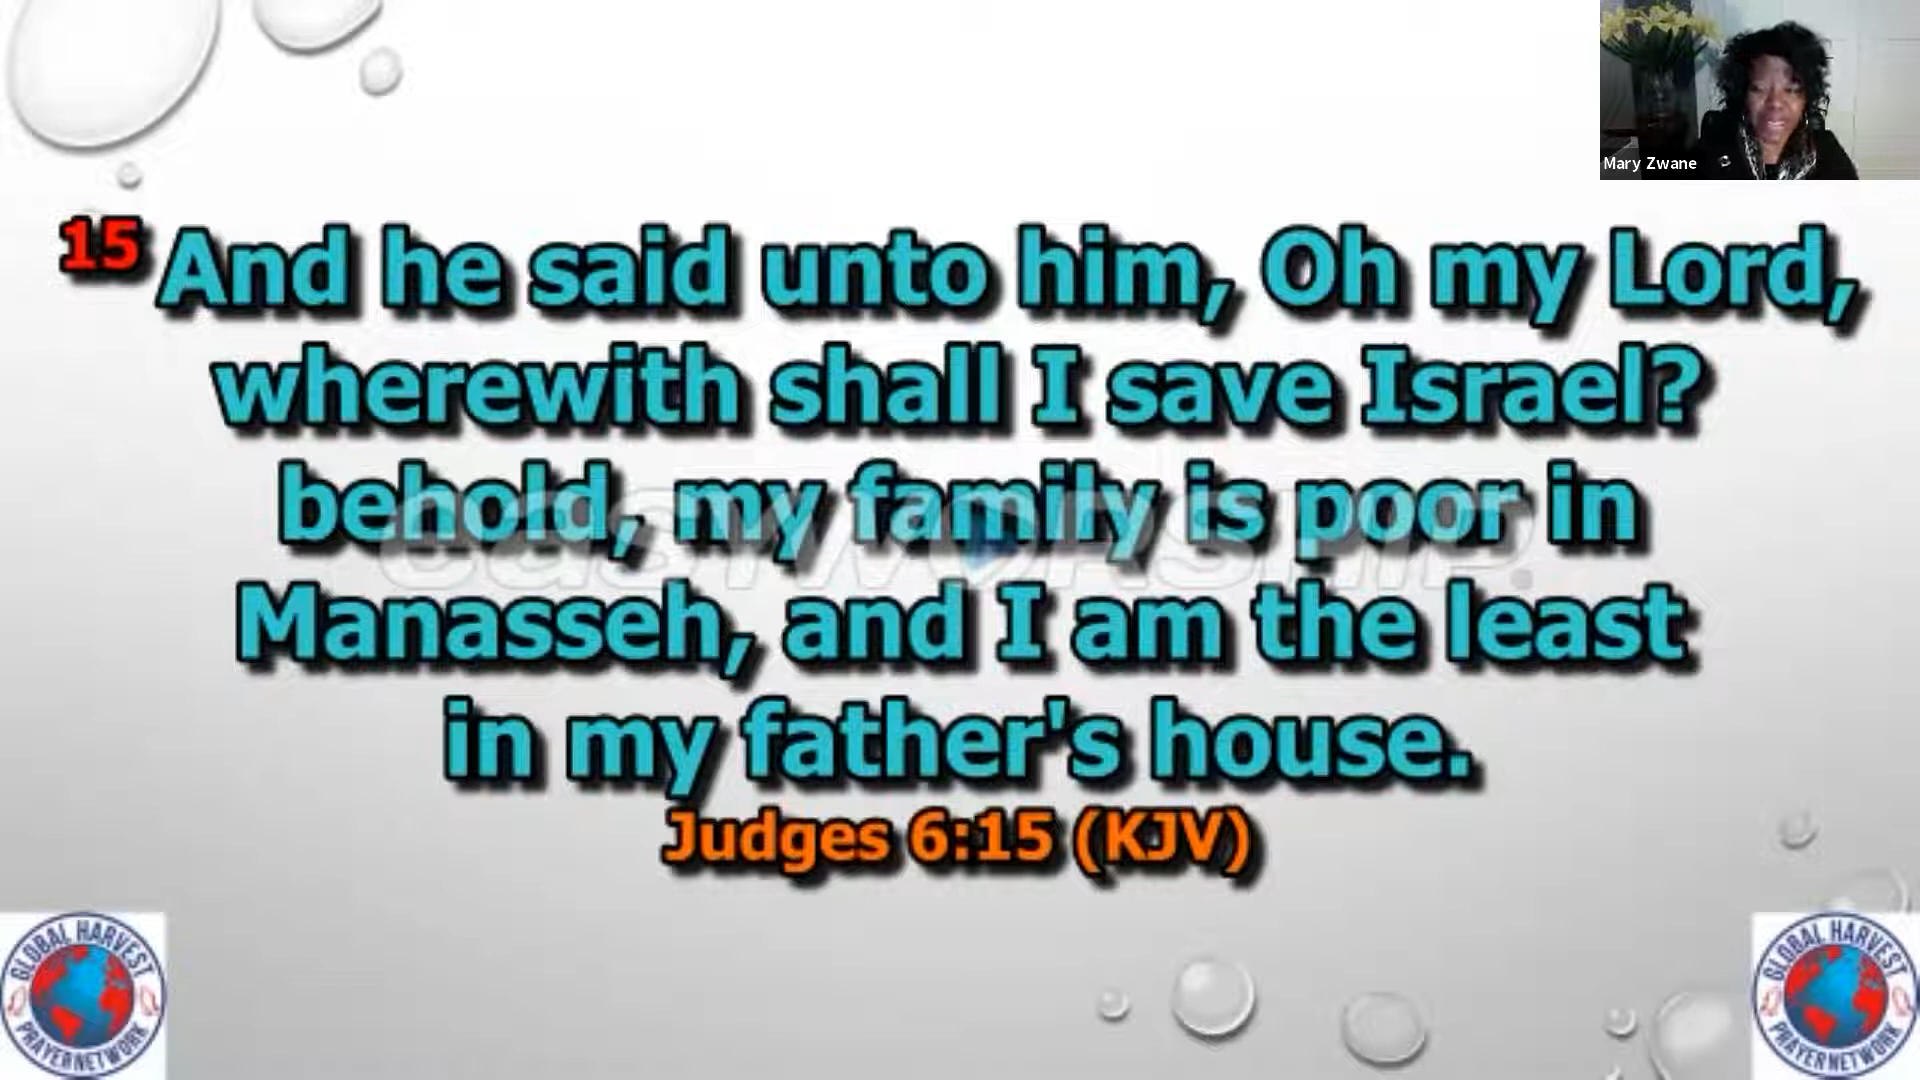 Mary Zwane
15 And he said unto him, Oh my Lord,
wherewith shall I save Israel?
behold, my family is poor in
Manasseh, and I am the least
in my father's house.
Judges 6:15 (KJV)
easyworship
GLOBAL HARVEST
PRAYER NETWORK
GLOBAL HARVEST
PRAYER NETWORK